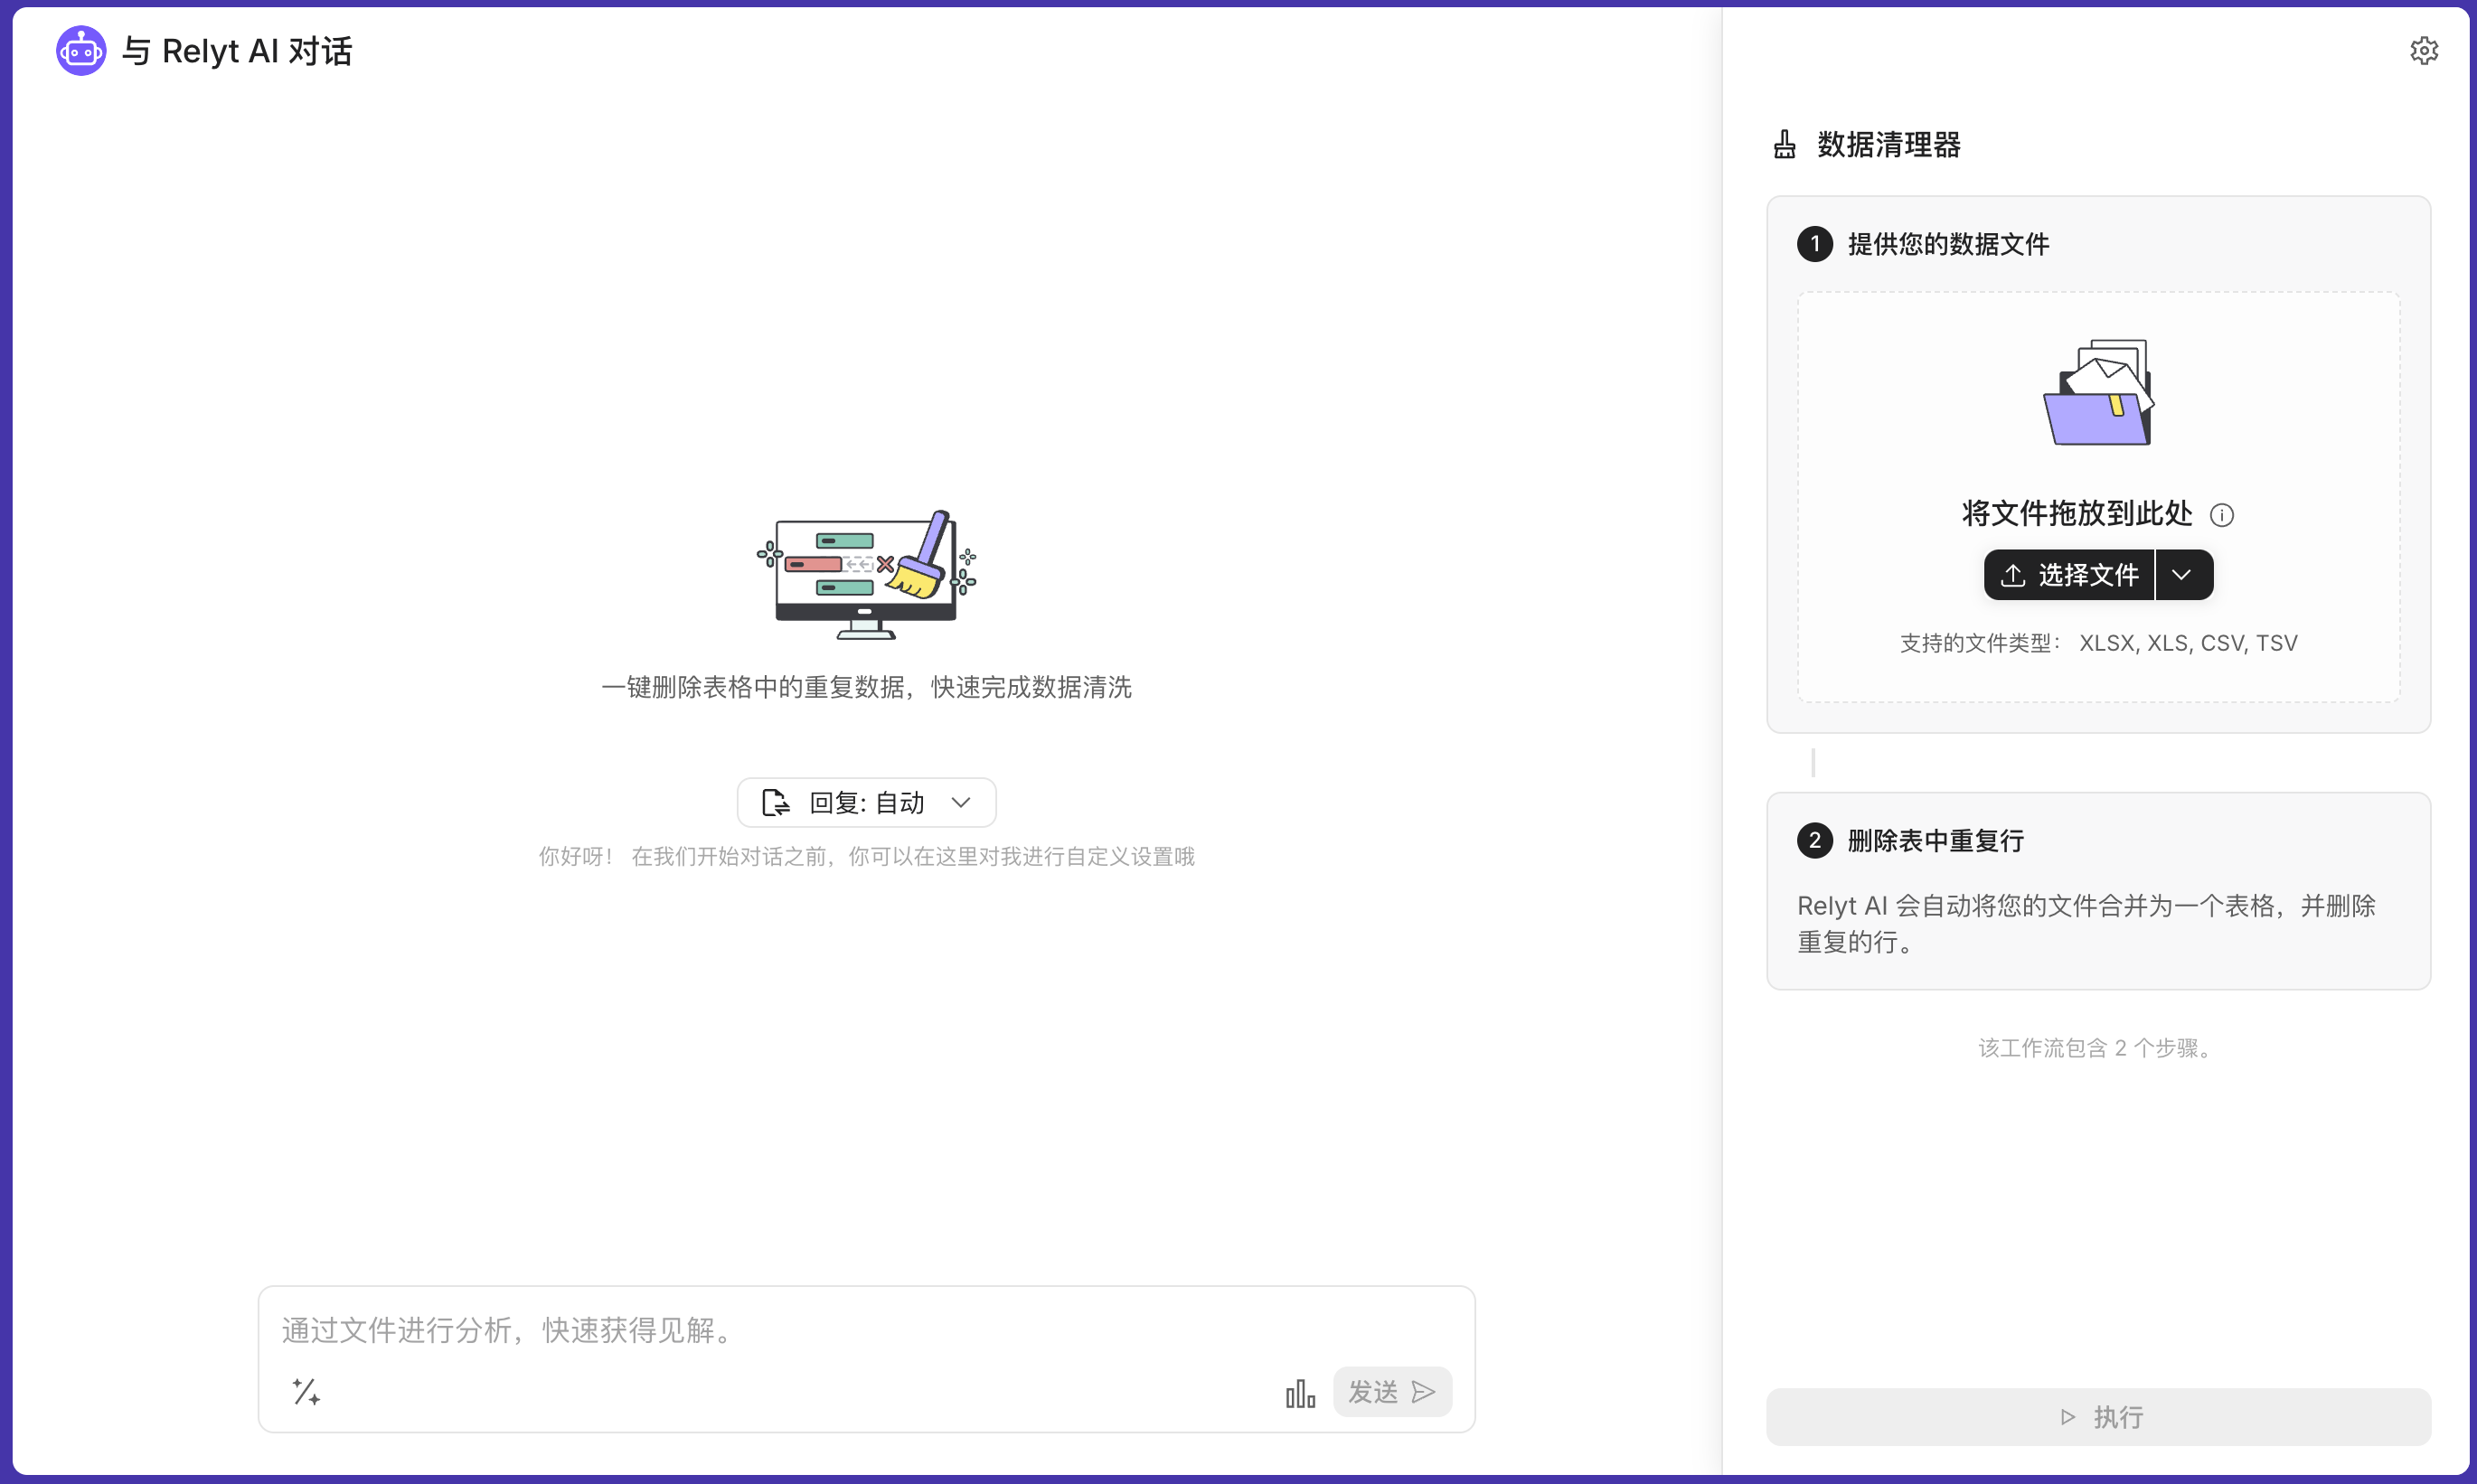 与 Relyt AI 对话
一键删除表格中的重复数据，快速完成数据清洗
回复: 自动
你好呀！ 在我们开始对话之前，你可以在这里对我进行自定义设置哦
通过文件进行分析，快速获得见解。
发送
数据清理器
1 提供您的数据文件
将文件拖放到此处
选择文件
支持的文件类型： XLSX, XLS, CSV, TSV
2 删除表中重复行
Relyt AI 会自动将您的文件合并为一个表格，并删除
重复的行。
该工作流包含 2 个步骤。
执行